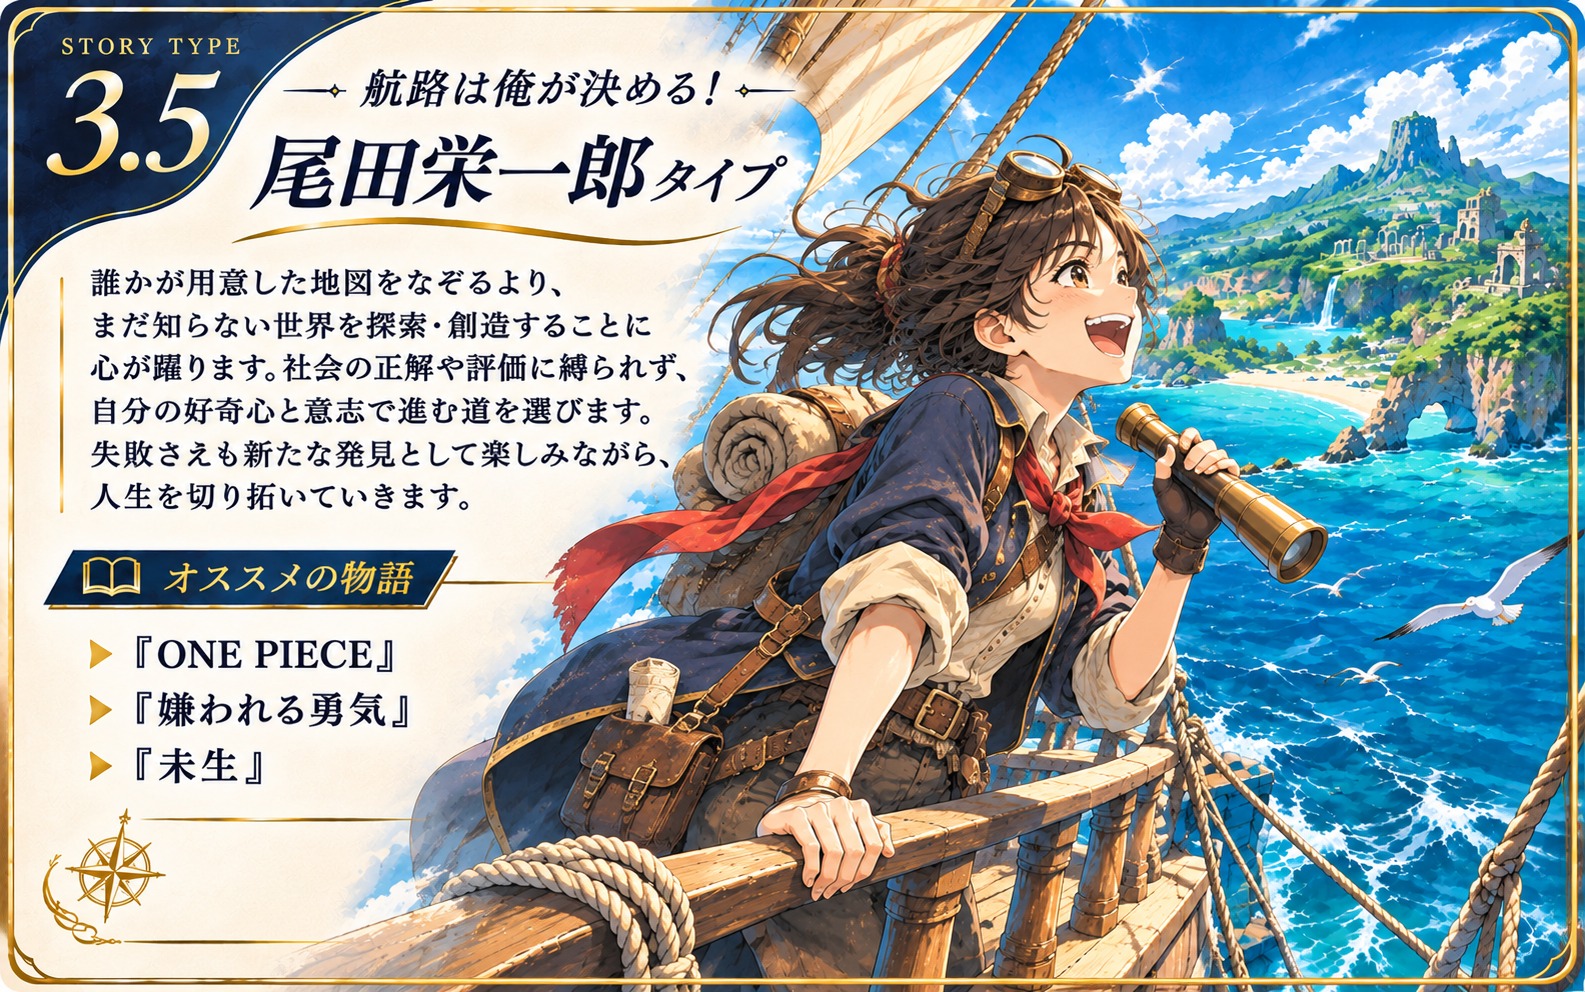 STORY TYPE
3.5
航路は俺が決める!
尾田栄一郎タイプ
誰かが用意した地図をなぞるより、
まだ知らない世界を探索・創造することに
心が躍ります。社会の正解や評価に縛られず、
自分の好奇心と意志で進む道を選びます。
失敗さえも新たな発見として楽しみながら、
人生を切り拓いていきます。
オススメの物語
『ONE PIECE』
『嫌われる勇気』
『未生』